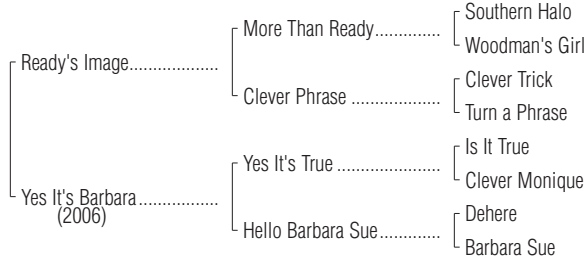 Southern Halo
More Than Ready..................
Woodman's Girl
Ready's Image....................
Clever Trick
Clever Phrase ......................
Turn a Phrase
Is It True
Yes It's True .........................
Clever Monique
Yes It's Barbara..................
(2006)
Dehere
Hello Barbara Sue...............
Barbara Sue